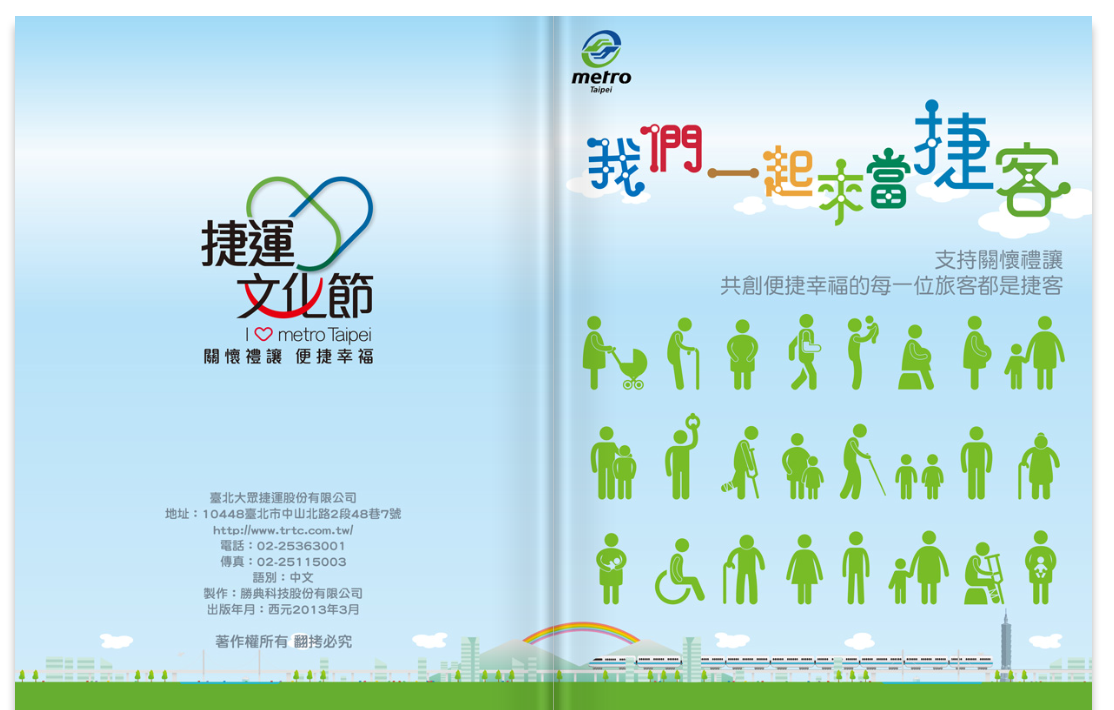 捷運
文化節
I metro Taipei
關懷禮讓 便捷幸福
臺北大眾捷運股份有限公司
地址：10448臺北市中山北路2段48巷7號
http://www.trtc.com.tw/
電話：02-25363001
傳真：02-25115003
語別：中文
製作：勝典科技股份有限公司
出版年月：西元2013年3月
著作權所有 翻拷必究
metro
Taipei
我們一起來當捷客
支持關懷禮讓
共創便捷幸福的每一位旅客都是捷客